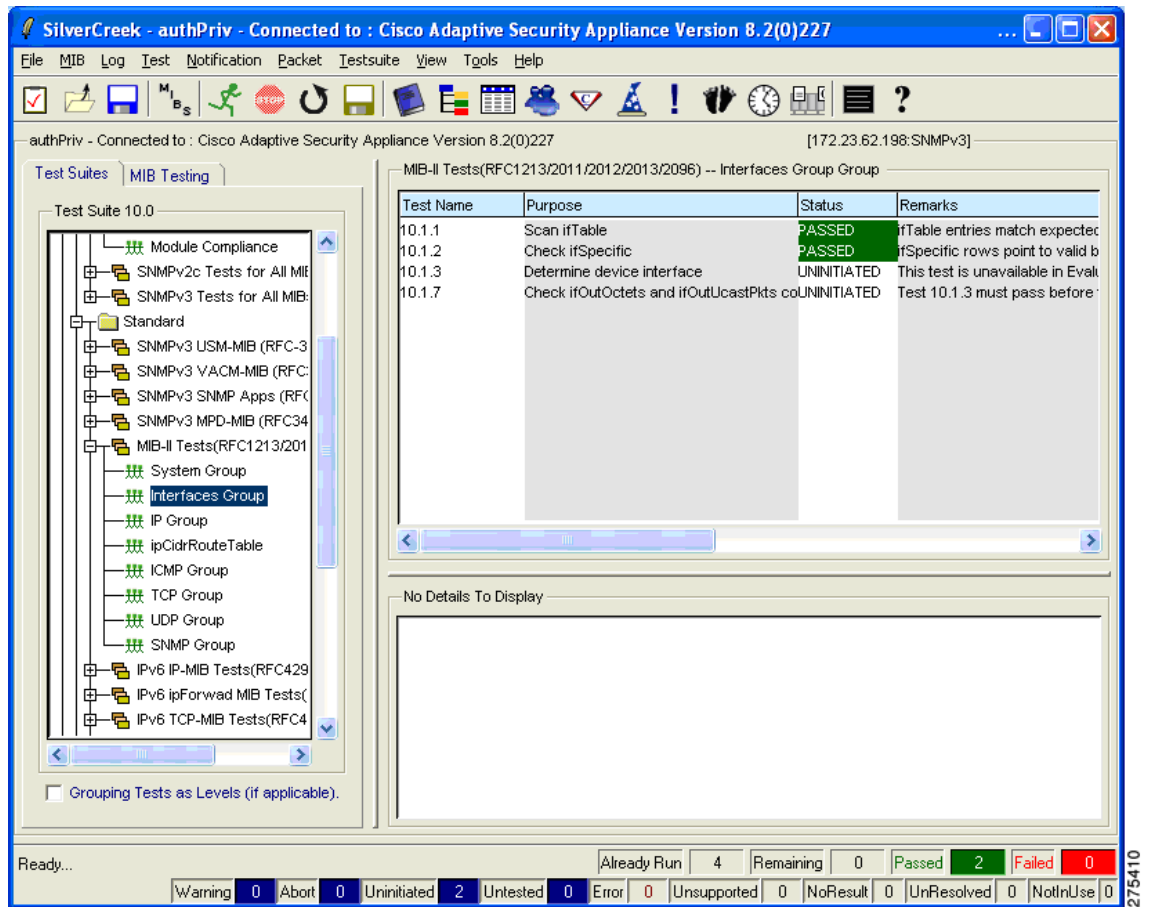 SilverCreek - authPriv - Connected to : Cisco Adaptive Security Appliance Version 8.2(0)227 ...
File MIB Log Test Notification Packet Testsuite View Tools Help
MIBs STOP ?
authPriv - Connected to : Cisco Adaptive Security Appliance Version 8.2(0)227 [172.23.62.198:SNMPv3]
Test Suites MIB Testing
Test Suite 10.0
Module Compliance
SNMPv2c Tests for All MIB
SNMPv3 Tests for All MIB:
Standard
SNMPv3 USM-MIB (RFC-3
SNMPv3 VACM-MIB (RFC:
SNMPv3 SNMP Apps (RFC
SNMPv3 MPD-MIB (RFC34
MIB-II Tests(RFC1213/201
System Group
Interfaces Group
IP Group
ipCidrRouteTable
ICMP Group
TCP Group
UDP Group
SNMP Group
IPv6 IP-MIB Tests(RFC429
IPv6 ipForwad MIB Tests(
IPv6 TCP-MIB Tests(RFC4
Grouping Tests as Levels (if applicable).
MIB-II Tests(RFC1213/2011/2012/2013/2096) -- Interfaces Group Group
Test Name Purpose Status Remarks
10.1.1 Scan ifTable PASSED ifTable entries match expected
10.1.2 Check ifSpecific PASSED ifSpecific rows point to valid b
10.1.3 Determine device interface UNINITIATED This test is unavailable in Evalu
10.1.7 Check ifOutOctets and ifOutUcastPkts co UNINITIATED Test 10.1.3 must pass before
No Details To Display
Ready...
Already Run 4 Remaining 0 Passed 2 Failed 0
Warning 0 Abort 0 Uninitiated 2 Untested 0 Error 0 Unsupported 0 NoResult 0 UnResolved 0 NotInUse 0
275410